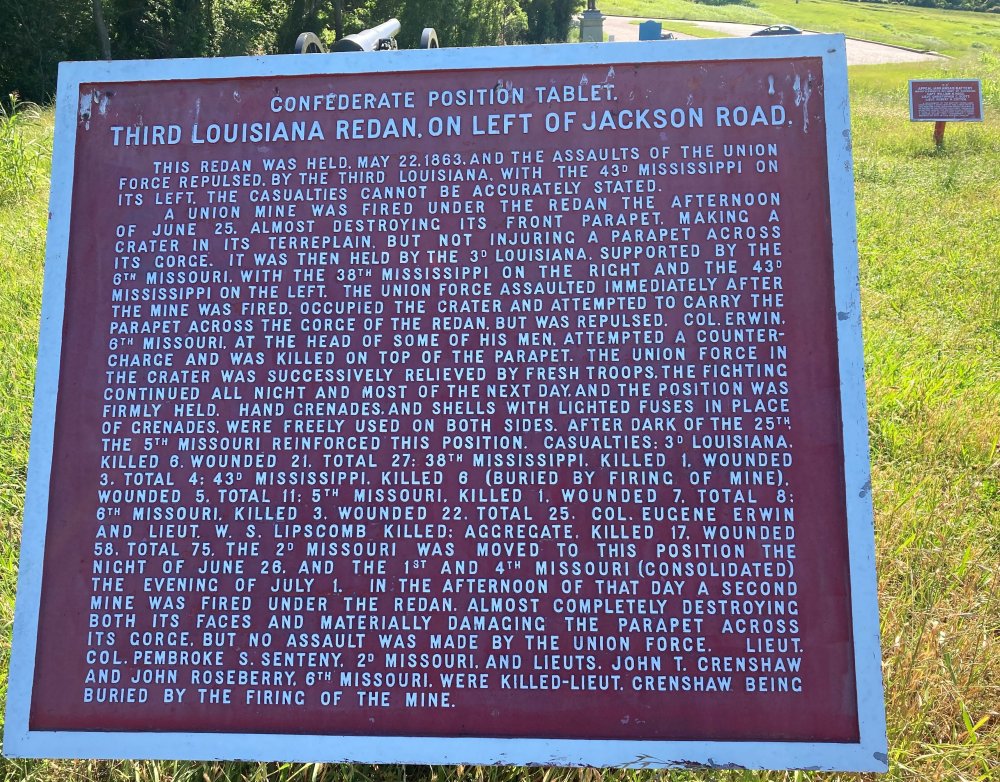 CONFEDERATE POSITION TABLET.
THIRD LOUISIANA REDAN, ON LEFT OF JACKSON ROAD.
THIS REDAN WAS HELD, MAY 22, 1863, AND THE ASSAULTS OF THE UNION
FORCE REPULSED, BY THE THIRD LOUISIANA, WITH THE 43D MISSISSIPPI ON
ITS LEFT. THE CASUALTIES CANNOT BE ACCURATELY STATED.
A UNION MINE WAS FIRED UNDER THE REDAN THE AFTERNOON
OF JUNE 25, ALMOST DESTROYING ITS FRONT PARAPET, MAKING A
CRATER IN ITS TERREPLAIN, BUT NOT INJURING A PARAPET ACROSS
ITS GORGE. IT WAS THEN HELD BY THE 3D LOUISIANA, SUPPORTED BY THE
6TH MISSOURI, WITH THE 38TH MISSISSIPPI ON THE RIGHT AND THE 43D
MISSISSIPPI ON THE LEFT. THE UNION FORCE ASSAULTED IMMEDIATELY AFTER
THE MINE WAS FIRED, OCCUPIED THE CRATER AND ATTEMPTED TO CARRY THE
PARAPET ACROSS THE GORGE OF THE REDAN, BUT WAS REPULSED. COL. ERWIN,
6TH MISSOURI, AT THE HEAD OF SOME OF HIS MEN, ATTEMPTED A COUNTER-
CHARGE AND WAS KILLED ON TOP OF THE PARAPET. THE UNION FORCE IN
THE CRATER WAS SUCCESSIVELY RELIEVED BY FRESH TROOPS. THE FIGHTING
CONTINUED ALL NIGHT AND MOST OF THE NEXT DAY, AND THE POSITION WAS
FIRMLY HELD. HAND GRENADES, AND SHELLS WITH LIGHTED FUSES IN PLACE
OF GRENADES, WERE FREELY USED ON BOTH SIDES. AFTER DARK OF THE 25TH,
THE 5TH MISSOURI REINFORCED THIS POSITION. CASUALTIES: 3D LOUISIANA,
KILLED 6, WOUNDED 21, TOTAL 27; 38TH MISSISSIPPI, KILLED 1, WOUNDED
3, TOTAL 4; 43D MISSISSIPPI, KILLED 6 (BURIED BY FIRING OF MINE),
WOUNDED 5, TOTAL 11; 5TH MISSOURI, KILLED 1, WOUNDED 7, TOTAL 8;
6TH MISSOURI, KILLED 3, WOUNDED 22, TOTAL 25, COL. EUGENE ERWIN
AND LIEUT. W. S. LIPSCOMB KILLED; AGGREGATE, KILLED 17, WOUNDED
58, TOTAL 75. THE 2D MISSOURI WAS MOVED TO THIS POSITION THE
NIGHT OF JUNE 26, AND THE 1ST AND 4TH MISSOURI (CONSOLIDATED)
THE EVENING OF JULY 1. IN THE AFTERNOON OF THAT DAY A SECOND
MINE WAS FIRED UNDER THE REDAN, ALMOST COMPLETELY DESTROYING
BOTH ITS FACES AND MATERIALLY DAMAGING THE PARAPET ACROSS
ITS GORGE, BUT NO ASSAULT WAS MADE BY THE UNION FORCE. LIEUT.
COL. PEMBROKE S. SENTENY, 2D MISSOURI, AND LIEUTS. JOHN T. CRENSHAW
AND JOHN ROSEBERRY, 6TH MISSOURI, WERE KILLED-LIEUT. CRENSHAW BEING
BURIED BY THE FIRING OF THE MINE.